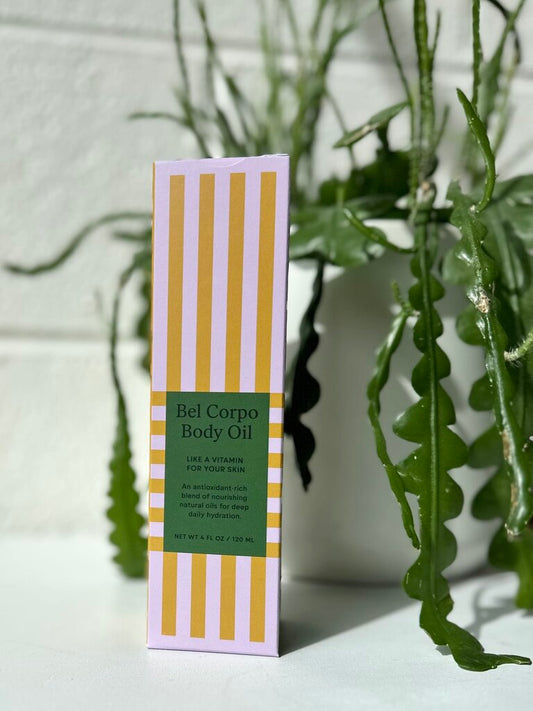 Bel Corpo
Body Oil
LIKE A VITAMIN
FOR YOUR SKIN
An antioxidant-rich
blend of nourishing
natural oils for deep
daily hydration.
NET WT 4 FL OZ / 120 ML